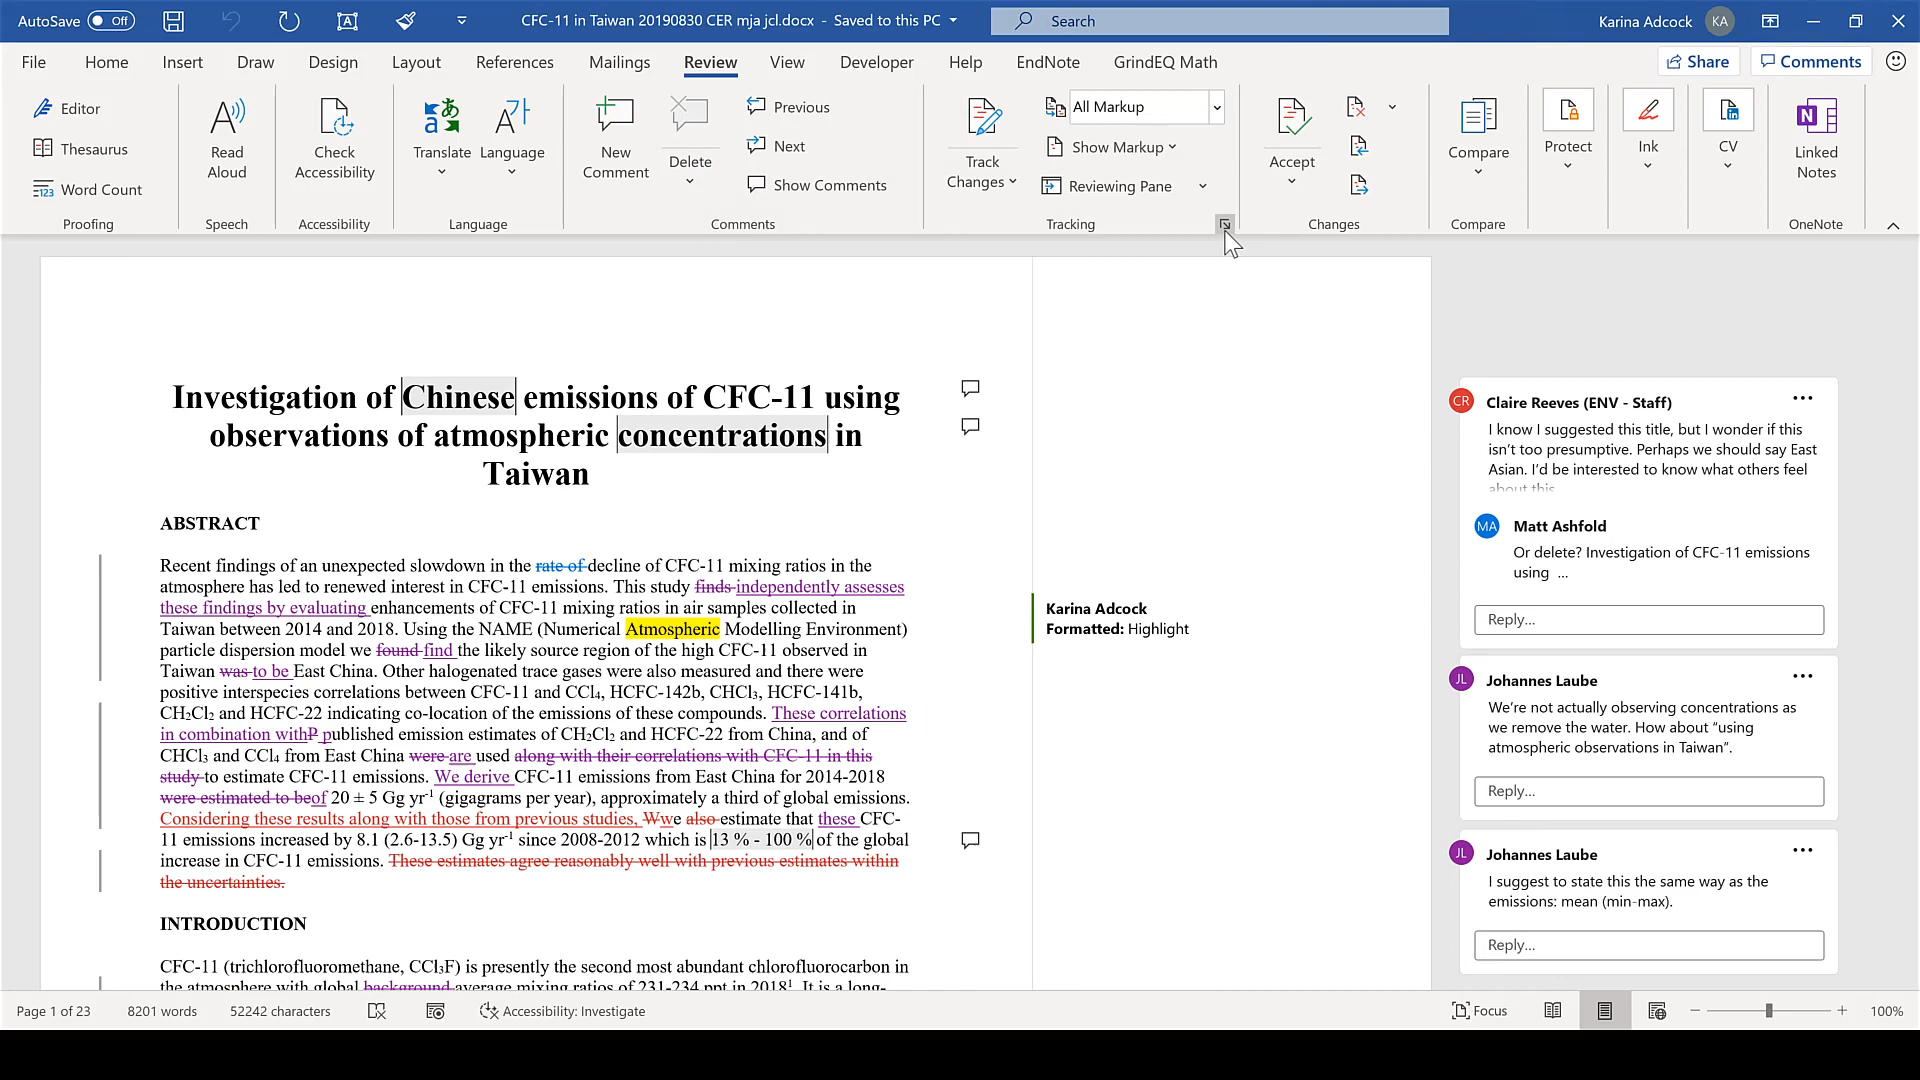 AutoSave Off CFC-11 in Taiwan 20190830 CER mja jcl.docx - Saved to this PC Search Karina Adcock KA
File Home Insert Draw Design Layout References Mailings Review View Developer Help EndNote GrindEQ Math Share Comments
Editor
Thesaurus
Word Count
Proofing
Read Aloud
Speech
Check Accessibility
Accessibility
Translate
Language
Language
New Comment
Delete
Previous
Next
Show Comments
Comments
Track Changes
All Markup
Show Markup
Reviewing Pane
Tracking
Accept
Changes
Compare
Compare
Protect
Ink
CV
Linked Notes
OneNote
Investigation of Chinese emissions of CFC-11 using
observations of atmospheric concentrations in
Taiwan
ABSTRACT
Recent findings of an unexpected slowdown in the rate of decline of CFC-11 mixing ratios in the
atmosphere has led to renewed interest in CFC-11 emissions. This study finds independently assesses
these findings by evaluating enhancements of CFC-11 mixing ratios in air samples collected in
Taiwan between 2014 and 2018. Using the NAME (Numerical Atmospheric Modelling Environment)
particle dispersion model we found find the likely source region of the high CFC-11 observed in
Taiwan was to be East China. Other halogenated trace gases were also measured and there were
positive interspecies correlations between CFC-11 and CCl₄, HCFC-142b, CHCl₃, HCFC-141b,
CH₂Cl₂ and HCFC-22 indicating co-location of the emissions of these compounds. These correlations
in combination withP published emission estimates of CH₂Cl₂ and HCFC-22 from China, and of
CHCl₃ and CCl₄ from East China were are used along with their correlations with CFC-11 in this
study to estimate CFC-11 emissions. We derive CFC-11 emissions from East China for 2014-2018
were estimated to beof 20 ± 5 Gg yr⁻¹ (gigagrams per year), approximately a third of global emissions.
Considering these results along with those from previous studies, Wwe also estimate that these CFC-
11 emissions increased by 8.1 (2.6-13.5) Gg yr⁻¹ since 2008-2012 which is 13 % - 100 % of the global
increase in CFC-11 emissions. These estimates agree reasonably well with previous estimates within
the uncertainties.
INTRODUCTION
CFC-11 (trichlorofluoromethane, CCl₃F) is presently the second most abundant chlorofluorocarbon in
the atmosphere with global background average mixing ratios of 231-234 ppt in 2018¹. It is a long-
Karina Adcock
Formatted: Highlight
CR Claire Reeves (ENV - Staff)
I know I suggested this title, but I wonder if this
isn't too presumptive. Perhaps we should say East
Asian. I'd be interested to know what others feel
about this
MA Matt Ashfold
Or delete? Investigation of CFC-11 emissions
using ...
Reply...
JL Johannes Laube
We're not actually observing concentrations as
we remove the water. How about "using
atmospheric observations in Taiwan".
Reply...
JL Johannes Laube
I suggest to state this the same way as the
emissions: mean (min-max).
Reply...
Page 1 of 23 8201 words 52242 characters Accessibility: Investigate Focus 100%